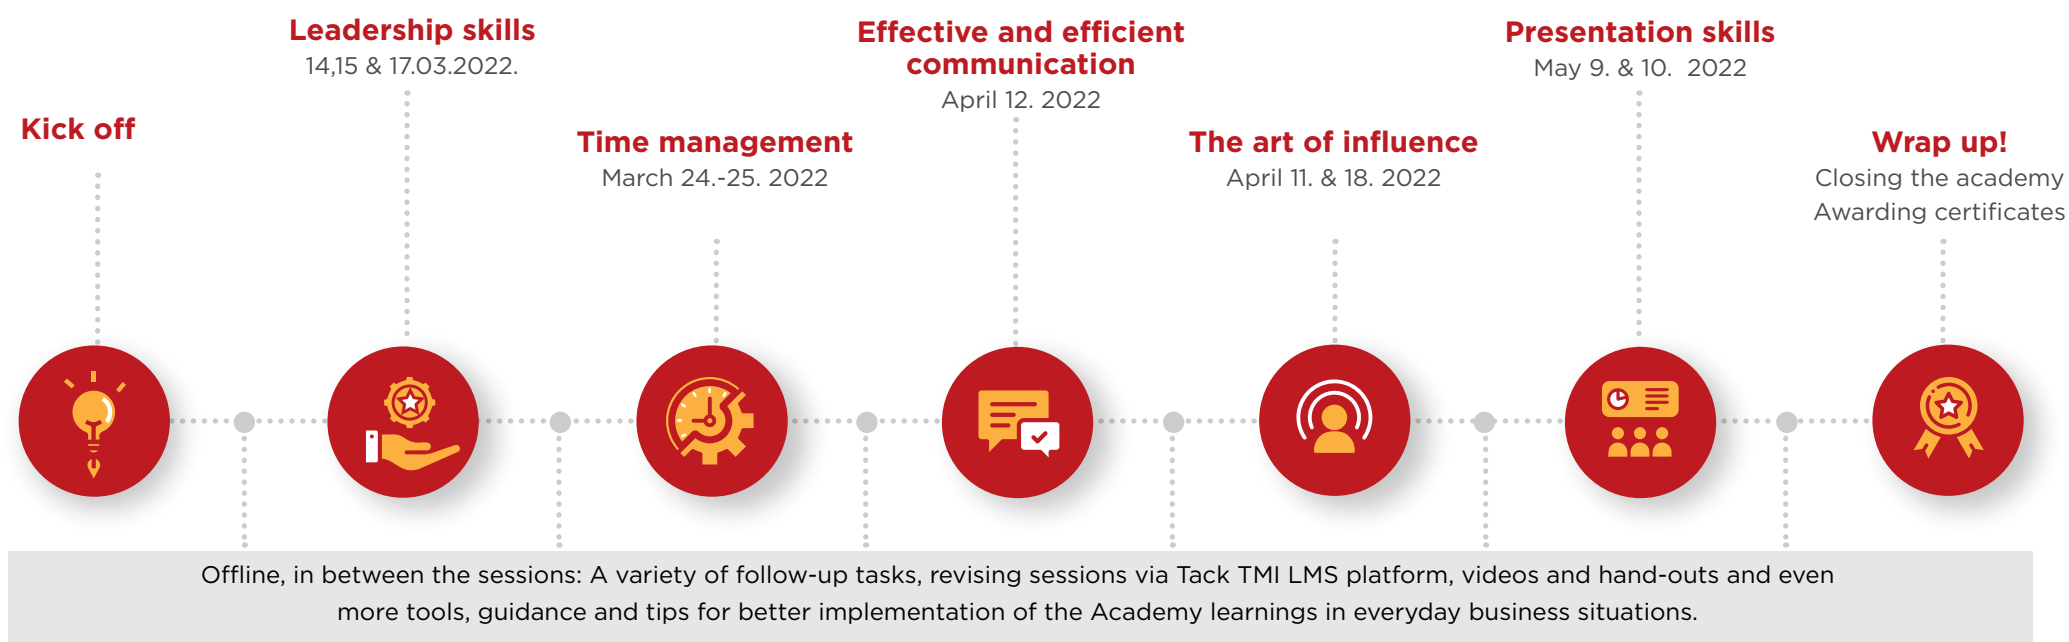 Kick off
Leadership skills
14,15 & 17.03.2022.
Time management
March 24.-25. 2022
Effective and efficient
communication
April 12. 2022
The art of influence
April 11. & 18. 2022
Presentation skills
May 9. & 10. 2022
Wrap up!
Closing the academy
Awarding certificates
Offline, in between the sessions: A variety of follow-up tasks, revising sessions via Tack TMI LMS platform, videos and hand-outs and even
more tools, guidance and tips for better implementation of the Academy learnings in everyday business situations.